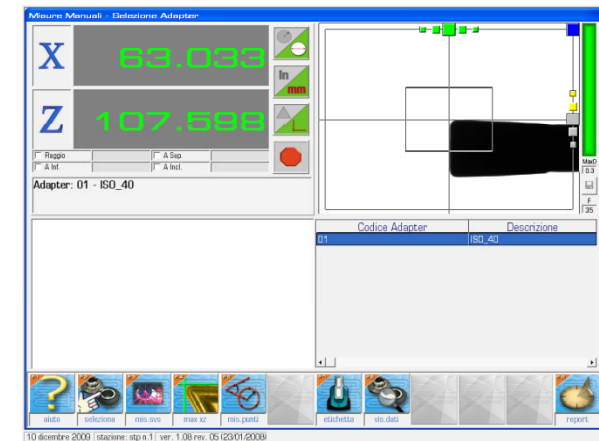 Misure Manuali - Selezione Adapter
X 63.033
Z 107.598
In
mm
Raggio
A Sup.
A Inf.
A Incl.
Adapter: 01 - ISO_40
MaxD
0.3
F
35
Codice Adapter Descrizione
01 ISO_40
aiuto
seleziona
mis.svs
max xz
mis.punti
etichetta
vis.dati
report
10 dicembre 2009 stazione: stp n.1 ver. 1.08 rev. 05 (23/01/2008)